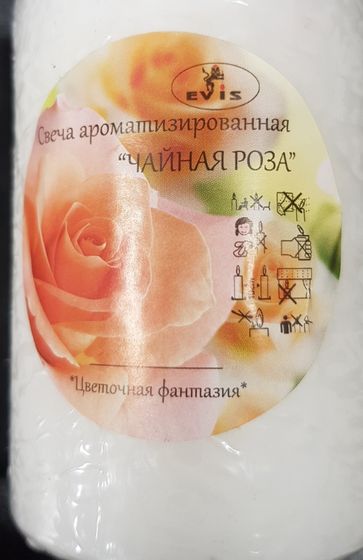 EVIS
Свеча ароматизированная
“ЧАЙНАЯ РОЗА”
*Цветочная фантазия*